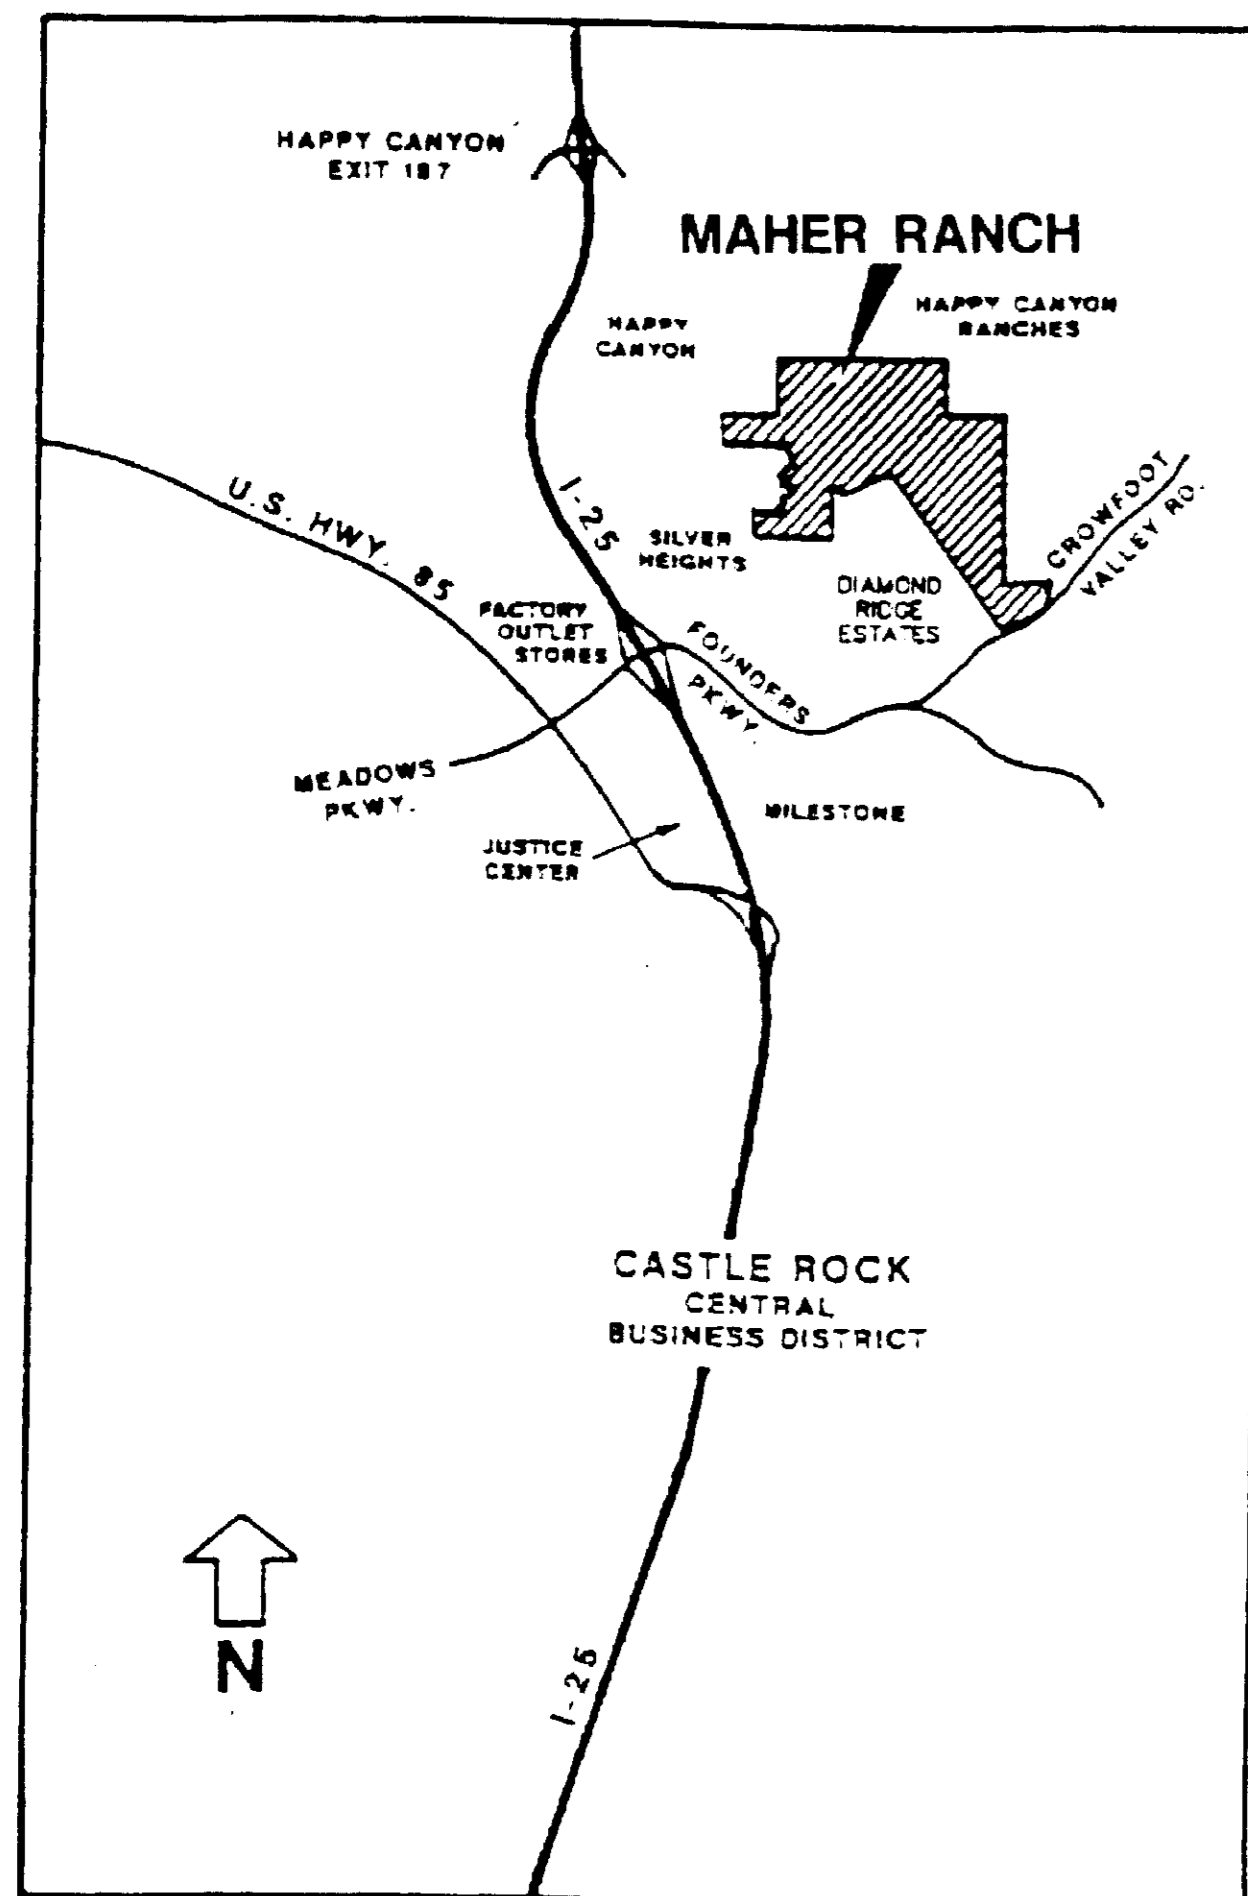 HAPPY CANYON
EXIT 187
MAHER RANCH
HAPPY CANYON
RANCHES
HAPPY
CANYON
I-25
U.S. HWY. 85
SILVER
HEIGHTS
CROWFOOT
VALLEY RD.
DIAMOND
RIDGE
ESTATES
FACTORY
OUTLET
STORES
FOUNDERS
PKWY.
MEADOWS
PKWY.
MILESTONE
JUSTICE
CENTER
CASTLE ROCK
CENTRAL
BUSINESS DISTRICT
I-25
N